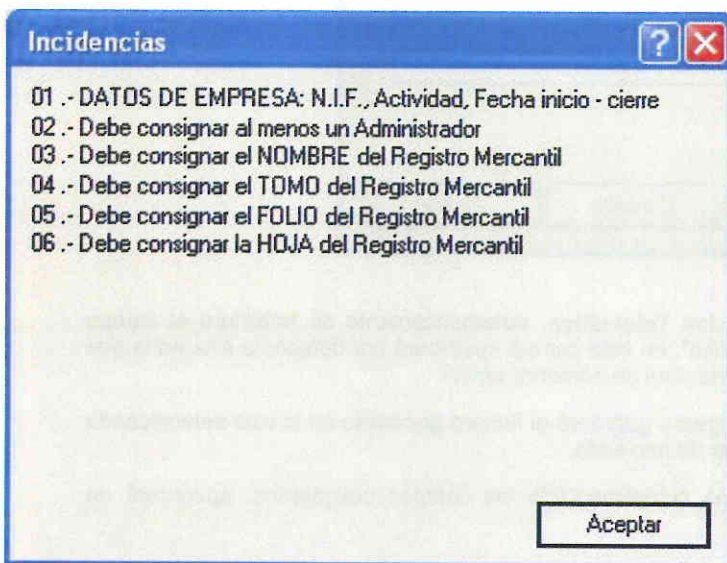 Incidencias
01 .- DATOS DE EMPRESA: N.I.F., Actividad, Fecha inicio - cierre
02 .- Debe consignar al menos un Administrador
03 .- Debe consignar el NOMBRE del Registro Mercantil
04 .- Debe consignar el TOMO del Registro Mercantil
05 .- Debe consignar el FOLIO del Registro Mercantil
06 .- Debe consignar la HOJA del Registro Mercantil
Aceptar